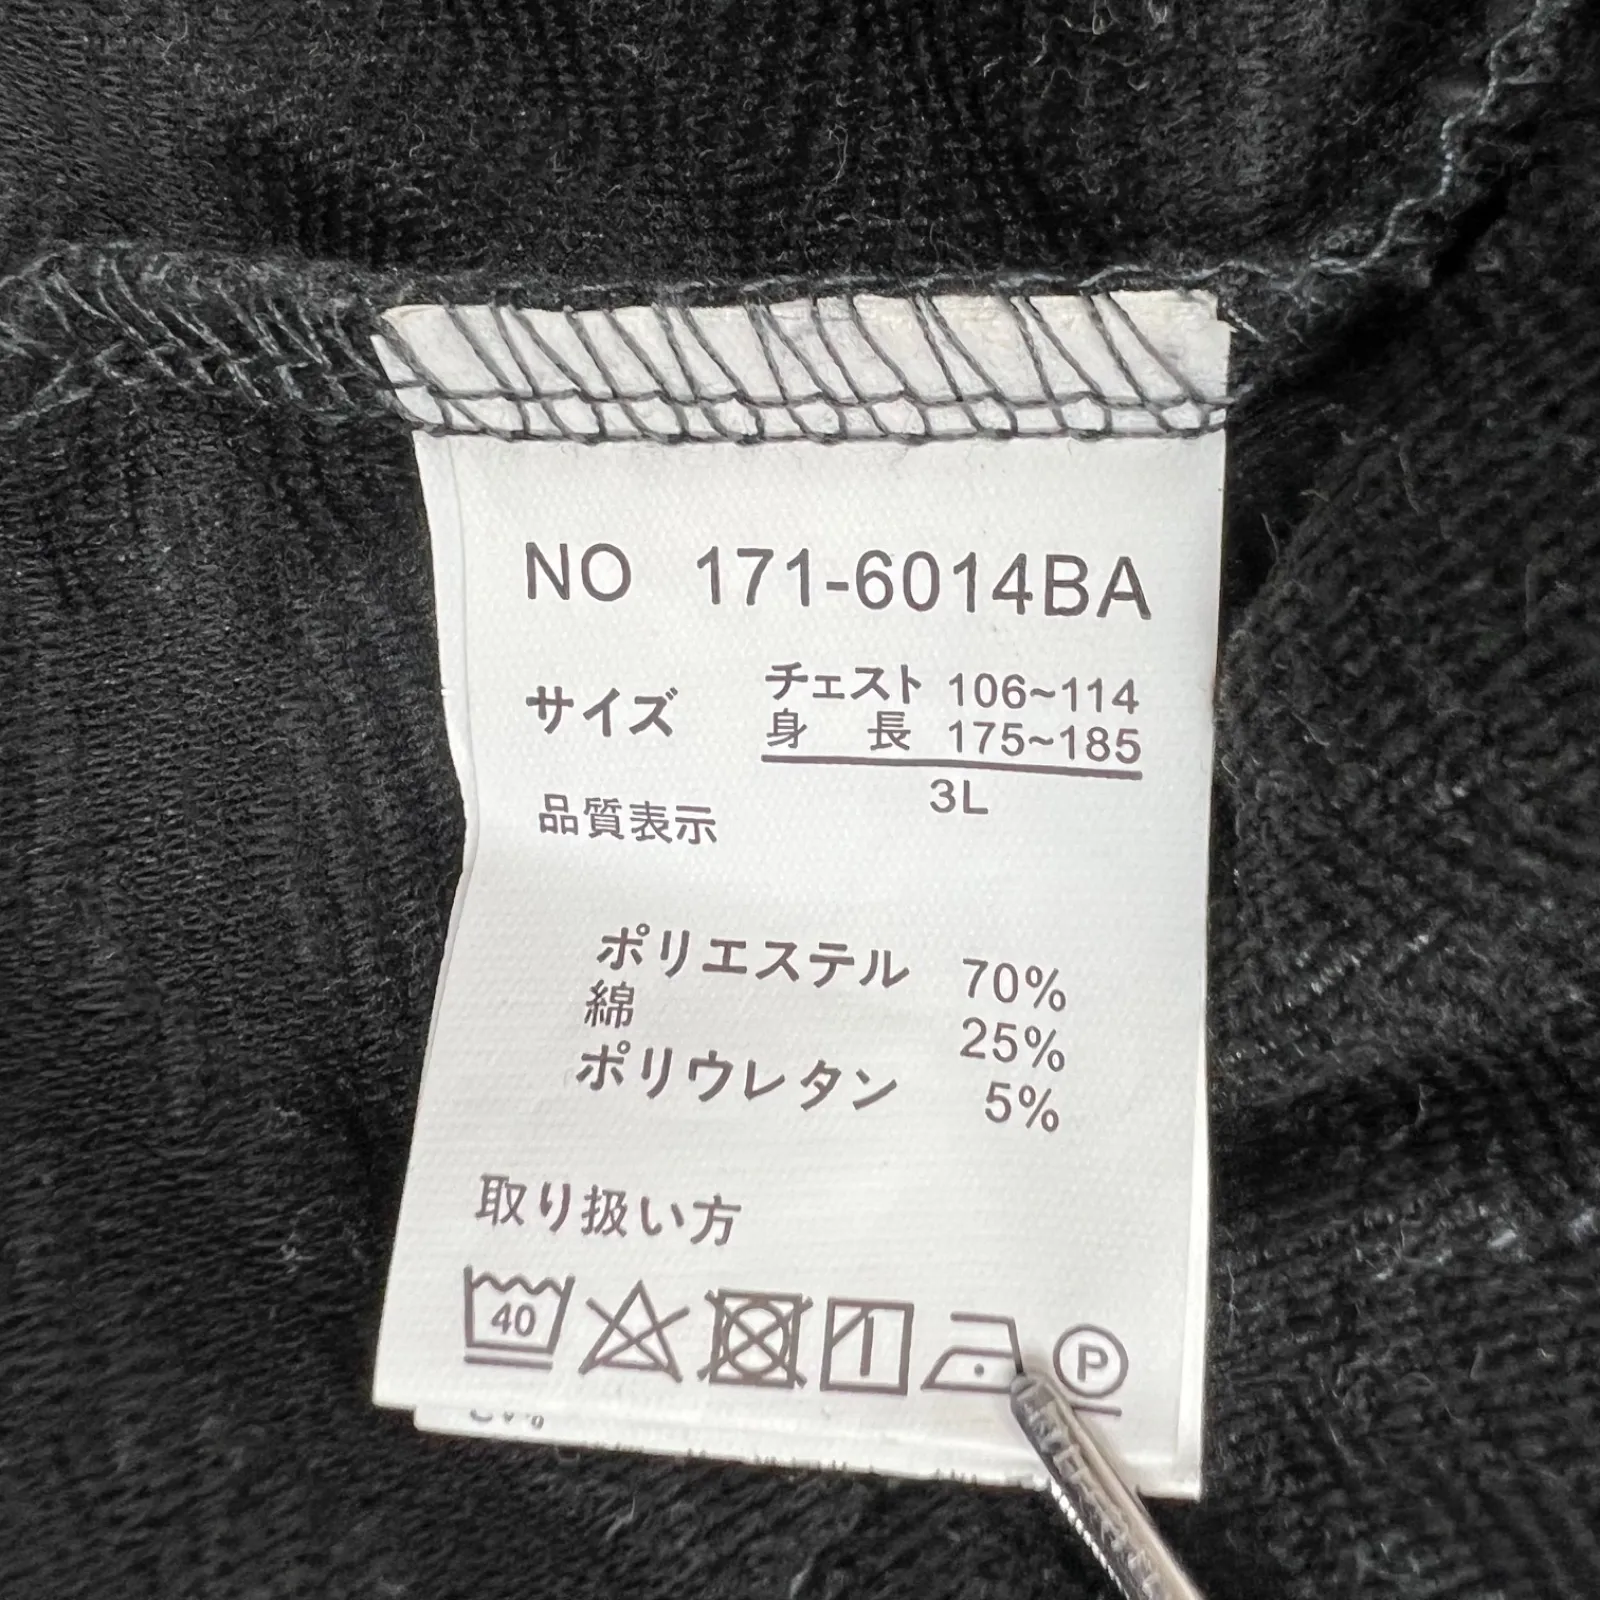 NO 171-6014BA
サイズ チェスト 106~114
身 長 175~185
3L
品質表示
ポリエステル 70%
綿 25%
ポリウレタン 5%
取り扱い方
40
P